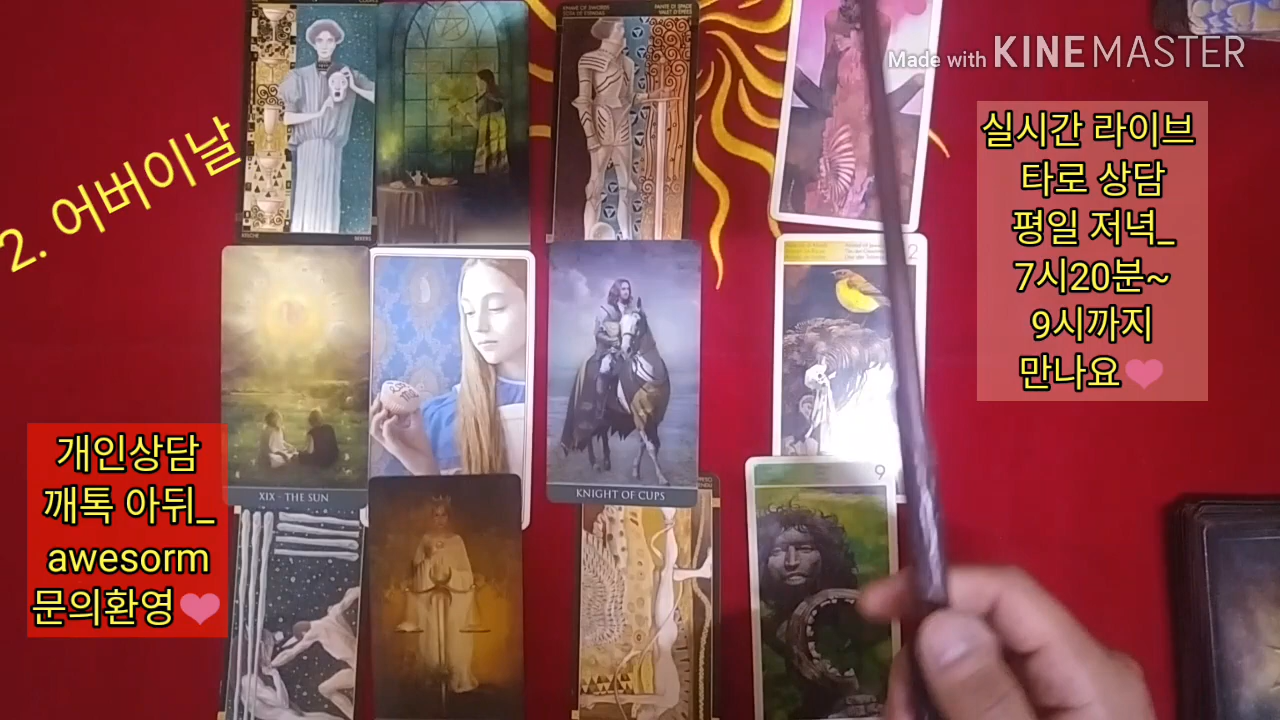 Made with KINEMASTER
2. 어버이날
실시간 라이브
타로 상담
평일 저녁_
7시20분~
9시까지
만나요❤
개인상담
깨톡 아뒤_
awesorm
문의환영❤
2
XIX - THE SUN
KNIGHT OF CUPS
9